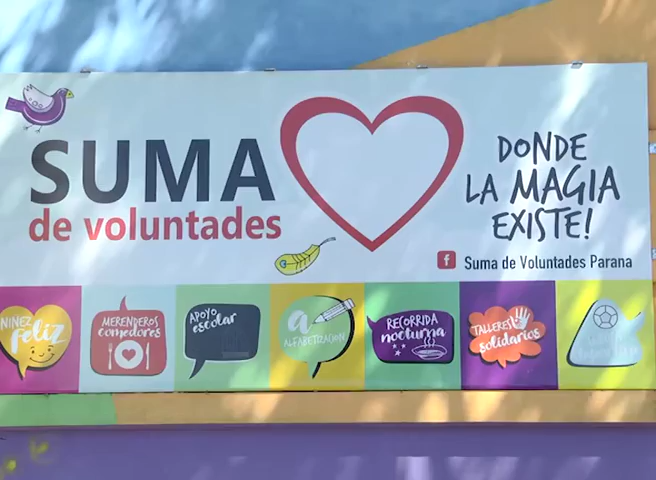 SUMA
de voluntades
DONDE
LA MAGIA
EXISTE!
f Suma de Voluntades Parana
NIÑEZ
feliz
MERENDEROS
comedores
APOYO
escolar
a
ALFABETIZACION
RECORRIDA
nocturna
TALLERES
solidarios